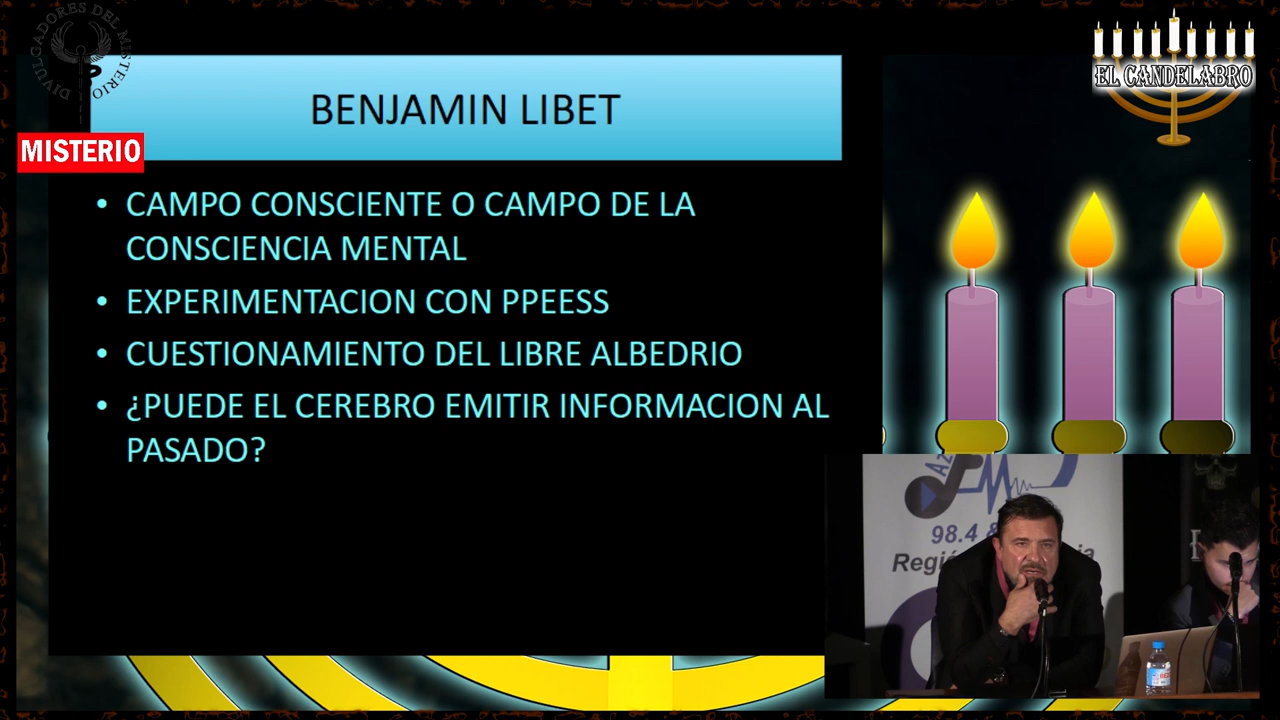 DIVULGADORES DEL MISTERIO
EL CANDELABRO
BENJAMIN LIBET
MISTERIO
• CAMPO CONSCIENTE O CAMPO DE LA
CONSCIENCIA MENTAL
• EXPERIMENTACION CON PPEESS
• CUESTIONAMIENTO DEL LIBRE ALBEDRIO
• ¿PUEDE EL CEREBRO EMITIR INFORMACION AL
PASADO?
98.4